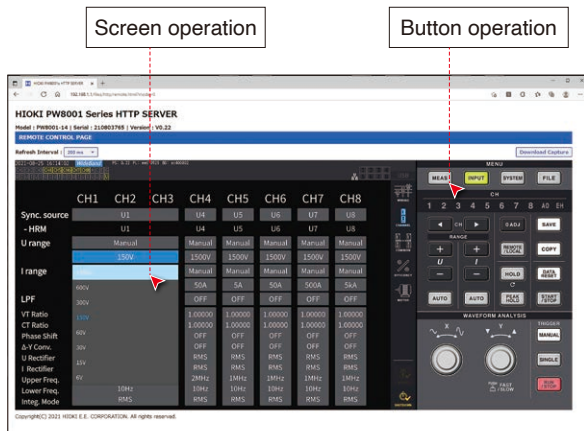 Screen operation
Button operation
HIOKI PW8001 Series HTTP SERVER
Model : PW8001-14 | Serial : 210803765 | Version : V0.22
REMOTE CONTROL PAGE
Refresh Interval : 200 ms
Download Capture
MENU
MEAS INPUT SYSTEM FILE
CH
1 2 3 4 5 6 7 8 AD EH
CH1 CH2 CH3 CH4 CH5 CH6 CH7 CH8
Sync. source U1 U4 U5 U6 U7 U8
- HRM U1 U4 U5 U6 U7 U8
U range Manual Manual Manual Manual Manual Manual
150V 1500V 1500V 1500V 1500V 1500V
I range Manual Manual Manual Manual Manual
600V 50A 5A 50A 500A 5kA
300V
LPF OFF OFF OFF OFF OFF
150V
VT Ratio 1.00000 1.00000 1.00000 1.00000 1.00000
CT Ratio 1.00000 1.00000 1.00000 1.00000 1.00000
Phase Shift 60V OFF OFF OFF OFF OFF
Δ-Y Conv. 30V OFF OFF OFF OFF OFF
U Rectifier RMS RMS RMS RMS RMS
I Rectifier 15V RMS RMS RMS RMS RMS
Upper Freq. 6V 2MHz 1MHz 1MHz 1MHz 1MHz
Lower Freq. 10Hz 10Hz 10Hz 10Hz 10Hz 10Hz
Integ. Mode RMS RMS RMS RMS RMS RMS
CH 0ADJ SAVE
RANGE
+ + REMOTE/LOCAL COPY
U I
− − HOLD DATA RESET
AUTO AUTO PEAK HOLD START/STOP
WAVEFORM ANALYSIS
TRIGGER
X Y MANUAL
SINGLE
PUSH FAST/SLOW RUN/STOP
Copyright(C) 2021 HIOKI E.E. CORPORATION. All rights reserved.